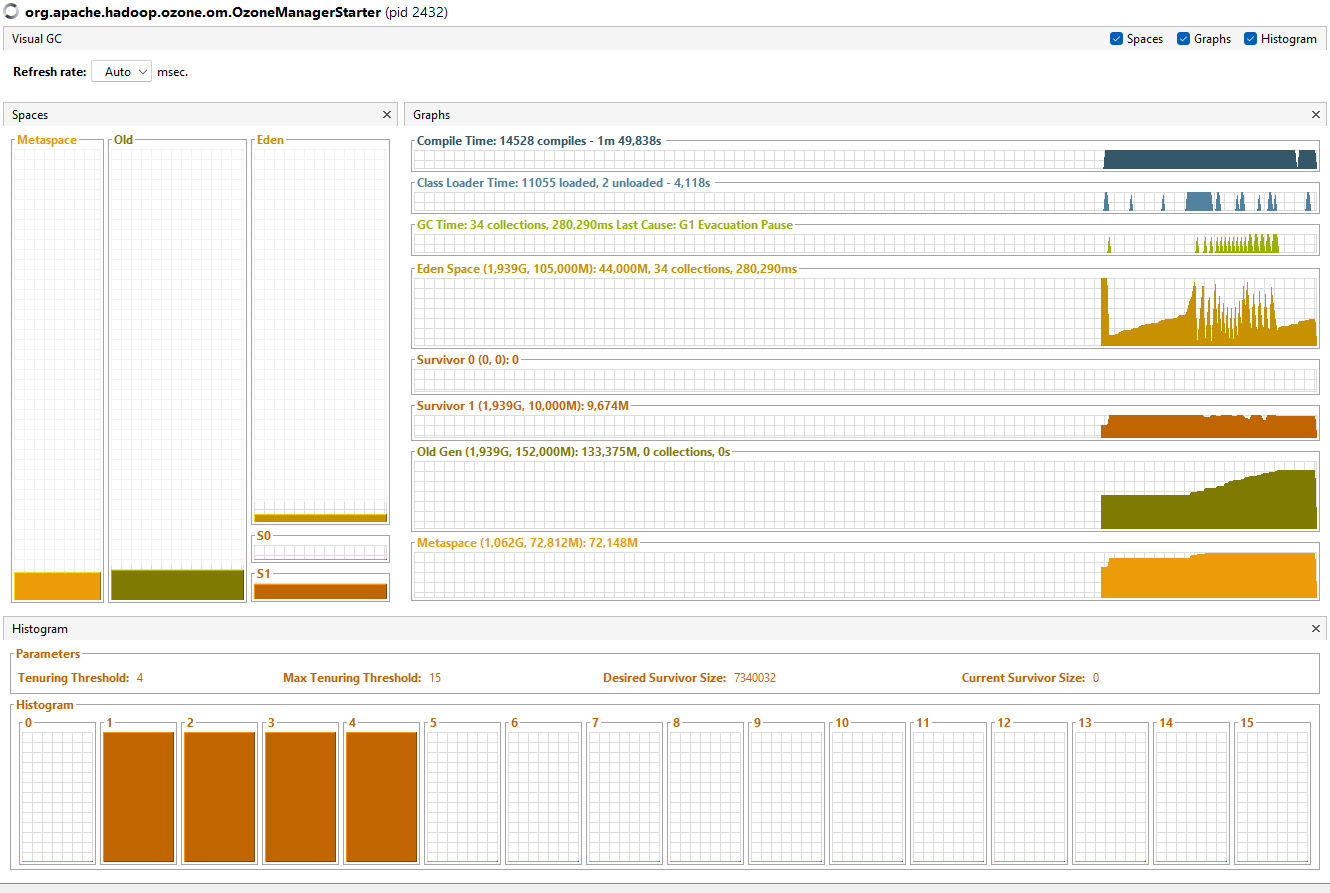 org.apache.hadoop.ozone.om.OzoneManagerStarter (pid 2432)
Visual GC
Spaces Graphs Histogram
Refresh rate: Auto msec.
Spaces
Metaspace Old Eden
S0
S1
Graphs
Compile Time: 14528 compiles - 1m 49,838s
Class Loader Time: 11055 loaded, 2 unloaded - 4,118s
GC Time: 34 collections, 280,290ms Last Cause: G1 Evacuation Pause
Eden Space (1,939G, 105,000M): 44,000M, 34 collections, 280,290ms
Survivor 0 (0, 0): 0
Survivor 1 (1,939G, 10,000M): 9,674M
Old Gen (1,939G, 152,000M): 133,375M, 0 collections, 0s
Metaspace (1,062G, 72,812M): 72,148M
Histogram
Parameters
Tenuring Threshold: 4 Max Tenuring Threshold: 15 Desired Survivor Size: 7340032 Current Survivor Size: 0
Histogram
0 1 2 3 4 5 6 7 8 9 10 11 12 13 14 15